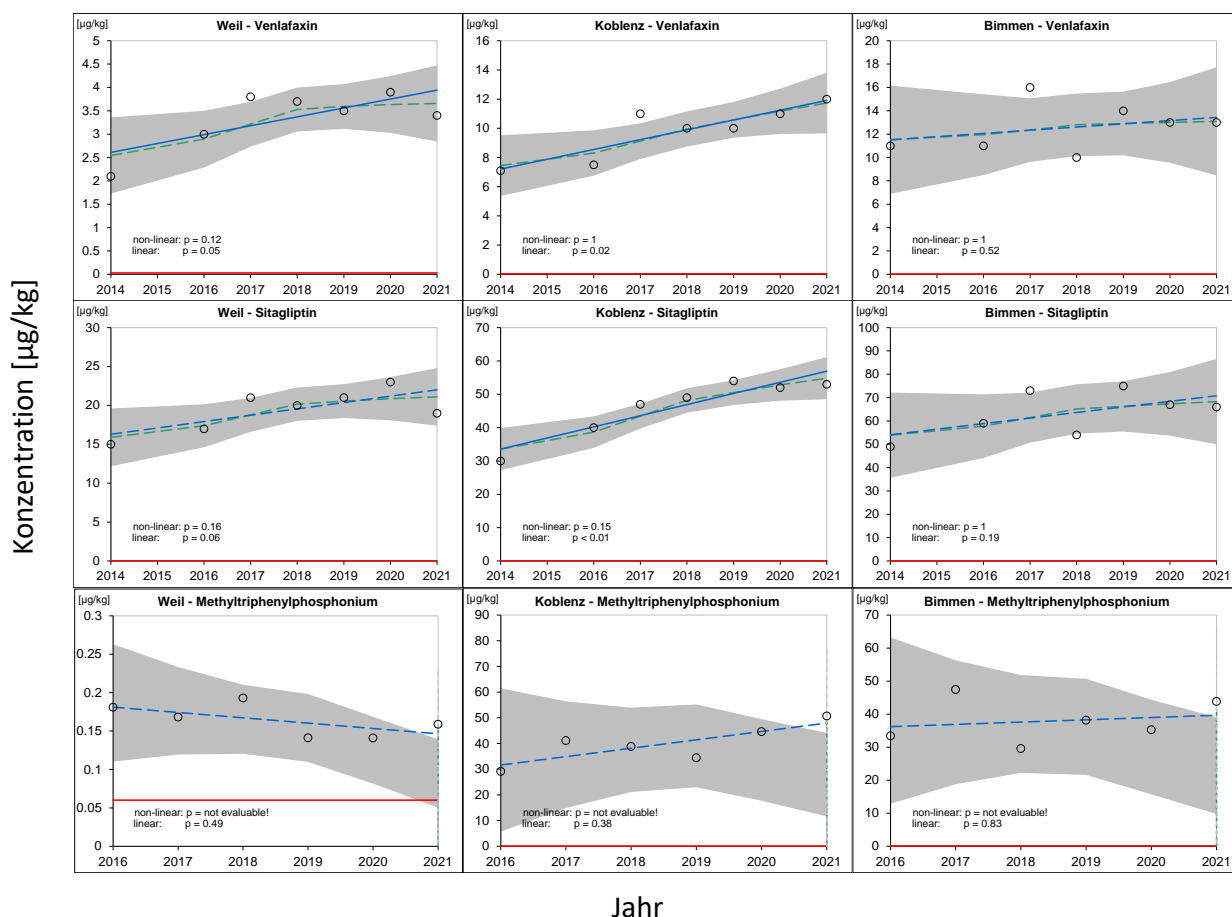 [µg/kg] Weil - Venlafaxin
5
4.5
4
3.5
3
2.5
2
1.5
1
0.5
0
non-linear: p = 0.12
linear: p = 0.05
2014 2015 2016 2017 2018 2019 2020 2021
[µg/kg] Koblenz - Venlafaxin
16
14
12
10
8
6
4
2
0
non-linear: p = 1
linear: p = 0.02
2014 2015 2016 2017 2018 2019 2020 2021
[µg/kg] Bimmen - Venlafaxin
20
18
16
14
12
10
8
6
4
2
0
non-linear: p = 1
linear: p = 0.52
2014 2015 2016 2017 2018 2019 2020 2021
Konzentration [µg/kg]
[µg/kg] Weil - Sitagliptin
30
25
20
15
10
5
0
non-linear: p = 0.16
linear: p = 0.06
2014 2015 2016 2017 2018 2019 2020 2021
[µg/kg] Koblenz - Sitagliptin
70
60
50
40
30
20
10
0
non-linear: p = 0.15
linear: p < 0.01
2014 2015 2016 2017 2018 2019 2020 2021
[µg/kg] Bimmen - Sitagliptin
100
90
80
70
60
50
40
30
20
10
0
non-linear: p = 1
linear: p = 0.19
2014 2015 2016 2017 2018 2019 2020 2021
[µg/kg] Weil - Methyltriphenylphosphonium
0.3
0.25
0.2
0.15
0.1
0.05
0
non-linear: p = not evaluable!
linear: p = 0.49
2016 2017 2018 2019 2020 2021
[µg/kg] Koblenz - Methyltriphenylphosphonium
90
80
70
60
50
40
30
20
10
0
non-linear: p = not evaluable!
linear: p = 0.38
2016 2017 2018 2019 2020 2021
[µg/kg] Bimmen - Methyltriphenylphosphonium
70
60
50
40
30
20
10
0
non-linear: p = not evaluable!
linear: p = 0.83
2016 2017 2018 2019 2020 2021
Jahr